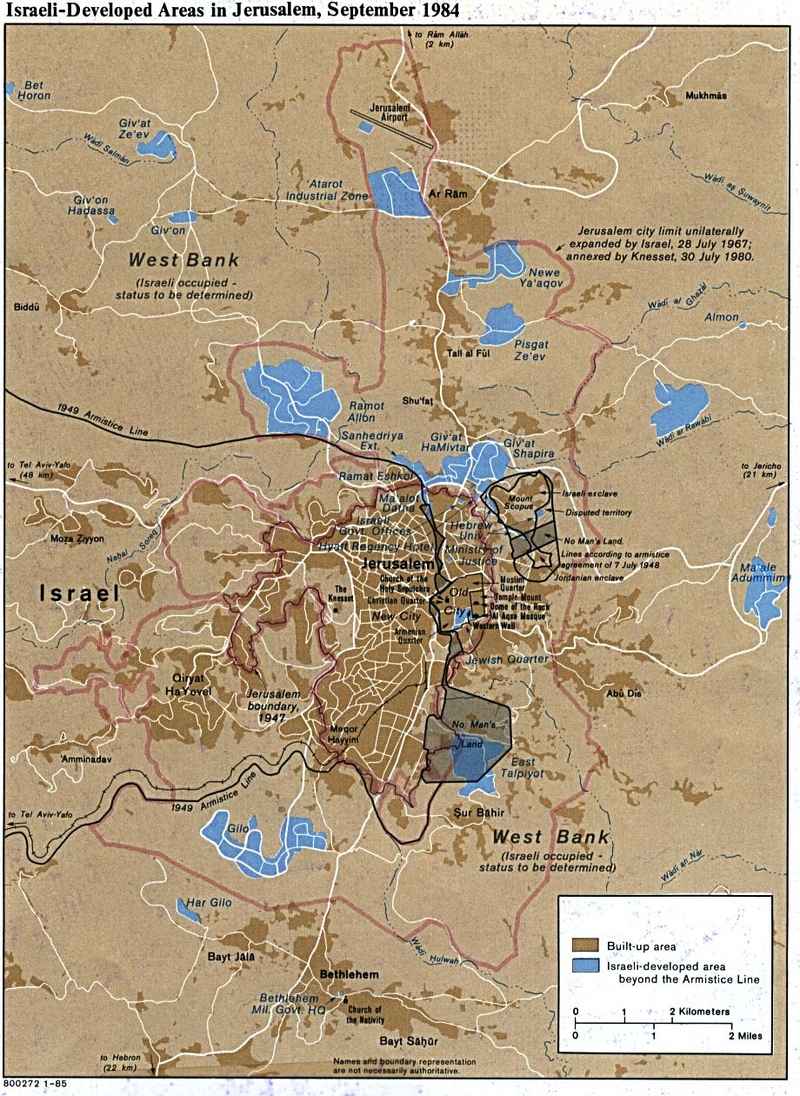 Israeli-Developed Areas in Jerusalem, September 1984
to Rām Allāh
(2 km)
Bet
Horon
Jerusalem
Airport
Mukhmās
Giv'at
Ze'ev
Wādī Salmān
'Atarot
Industrial Zone
Ar Rām
Wādī aş Şuwaynīţ
Giv'on
Hadassa
Giv'on
Jerusalem city limit unilaterally
expanded by Israel, 28 July 1967;
annexed by Knesset, 30 July 1980.
West Bank
(Israeli occupied -
status to be determined)
Newe
Ya'aqov
Wādī al Ghazāl
Biddū
Almon
Pisgat
Ze'ev
Tall al Fūl
Shu'faţ
Ramot
Allon
1949 Armistice Line
Sanhedriya
Ext.
Giv'at
HaMivtar
Giv'at
Shapira
Wādī ar Rawābī
to Tel Aviv-Yafo
(48 km)
to Jericho
(21 km)
Ramat Eshkol
Ma'alot
Dafna
Mount
Scopus
Israeli exclave
Disputed territory
Israeli
Govt. Offices
Hebrew
Univ.
No Man's Land
Moza Ziyyon
Nahal Soreq
Hyatt Regency Hotel
Ministry of
Justice
Lines according to armistice
agreement of 7 July 1948
Jerusalem
Jordanian enclave
Ma'ale
Adummim
Israel
Church of the
Holy Sepulchre
Muslim
Quarter
The
Knesset
Christian Quarter
Old
City
Temple Mount
Dome of the Rock
Al Aqsa Mosque
Western Wall
New City
Armenian
Quarter
Jewish Quarter
Qiryat
HaYovel
Jerusalem
boundary,
1947
Abū Dīs
Meqor
Hayyim
No Man's
Land
'Amminadav
East
Talpiyot
1949 Armistice Line
to Tel Aviv-Yafo
Şur Bāhir
Gilo
West Bank
(Israeli occupied -
status to be determined)
Wādī an Nār
Har Gilo
Wādī Hulwah
Bayt Jālā
Bethlehem
Bethlehem
Mil. Govt. HQ
Church of
the Nativity
Bayt Sāḥūr
to Hebron
(22 km)
Names and boundary representation
are not necessarily authoritative.
Built-up area
Israeli-developed area
beyond the Armistice Line
0 1 2 Kilometers
0 1 2 Miles
800272 1-85